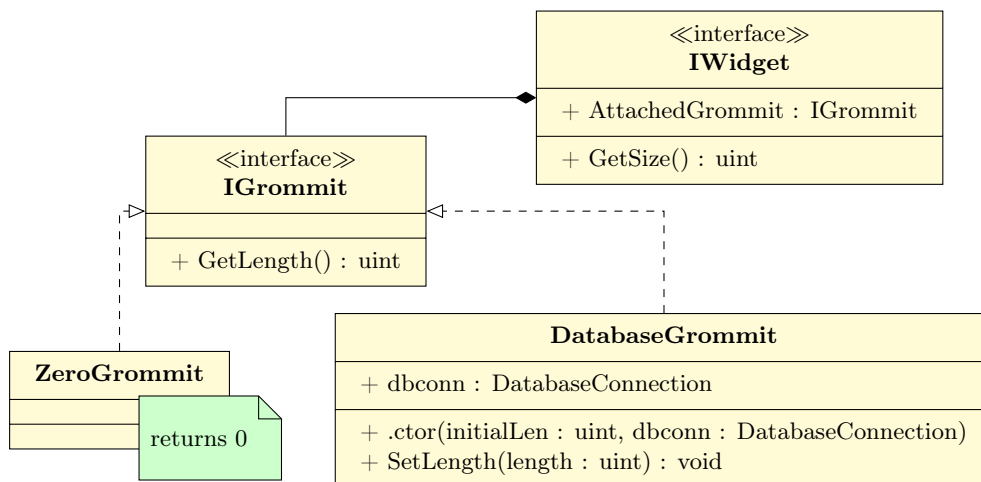 ≪interface≫
IWidget
+ AttachedGrommit : IGrommit
+ GetSize() : uint
≪interface≫
IGrommit
+ GetLength() : uint
ZeroGrommit
returns 0
DatabaseGrommit
+ dbconn : DatabaseConnection
+ .ctor(initialLen : uint, dbconn : DatabaseConnection)
+ SetLength(length : uint) : void